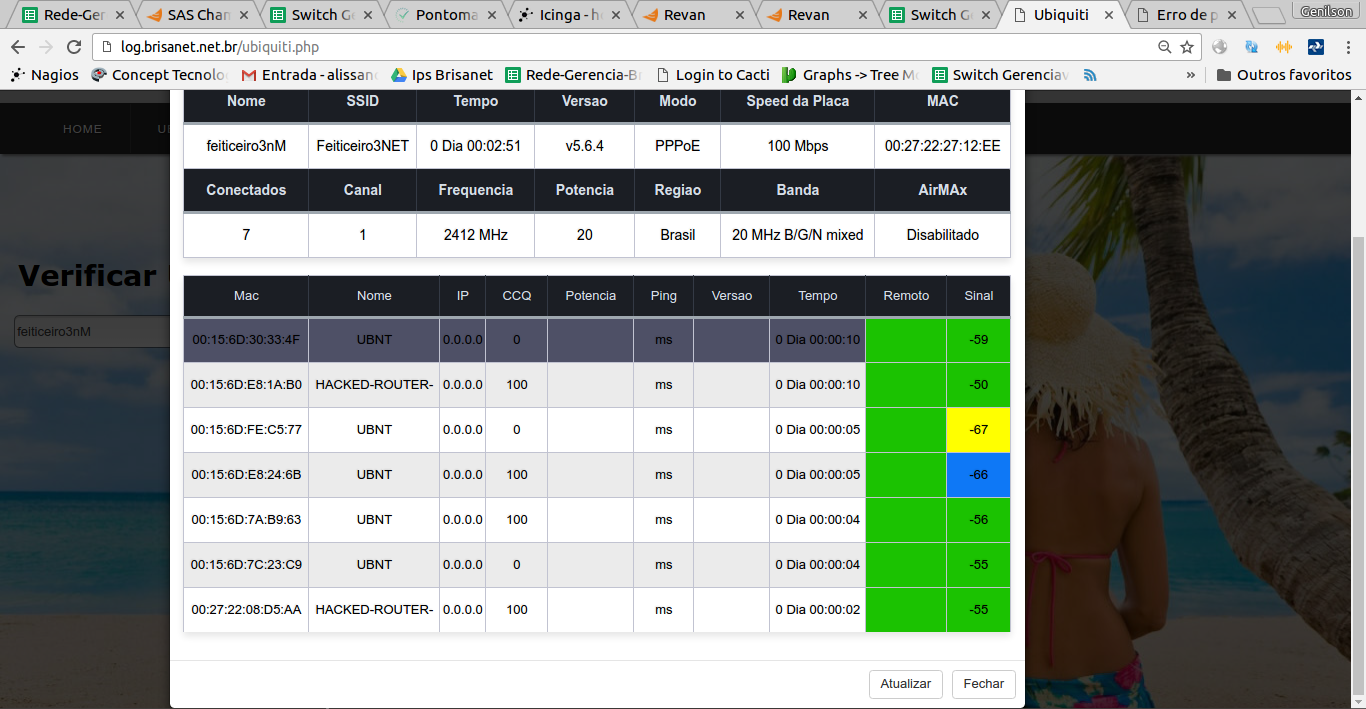 Rede-Ger
SAS Chan
Switch Ge
Pontoma
Icinga - h
Revan
Revan
Switch G
Ubiquiti
Erro de p
Genilson
log.brisanet.net.br/ubiquiti.php
Nagios
Concept Tecnolo
Entrada - alissan
Ips Brisanet
Rede-Gerencia-B
Login to Cacti
Graphs -> Tree M
Switch Gerenciav
»
Outros favoritos
HOME
Nome SSID Tempo Versao Modo Speed da Placa MAC
feiticeiro3nM Feiticeiro3NET 0 Dia 00:02:51 v5.6.4 PPPoE 100 Mbps 00:27:22:27:12:EE
Conectados Canal Frequencia Potencia Regiao Banda AirMAx
7 1 2412 MHz 20 Brasil 20 MHz B/G/N mixed Disabilitado
Verificar
feiticeiro3nM
Mac Nome IP CCQ Potencia Ping Versao Tempo Remoto Sinal
00:15:6D:30:33:4F UBNT 0.0.0.0 0 ms 0 Dia 00:00:10 -59
00:15:6D:E8:1A:B0 HACKED-ROUTER- 0.0.0.0 100 ms 0 Dia 00:00:10 -50
00:15:6D:FE:C5:77 UBNT 0.0.0.0 0 ms 0 Dia 00:00:05 -67
00:15:6D:E8:24:6B UBNT 0.0.0.0 100 ms 0 Dia 00:00:05 -66
00:15:6D:7A:B9:63 UBNT 0.0.0.0 100 ms 0 Dia 00:00:04 -56
00:15:6D:7C:23:C9 UBNT 0.0.0.0 0 ms 0 Dia 00:00:04 -55
00:27:22:08:D5:AA HACKED-ROUTER- 0.0.0.0 100 ms 0 Dia 00:00:02 -55
Atualizar Fechar